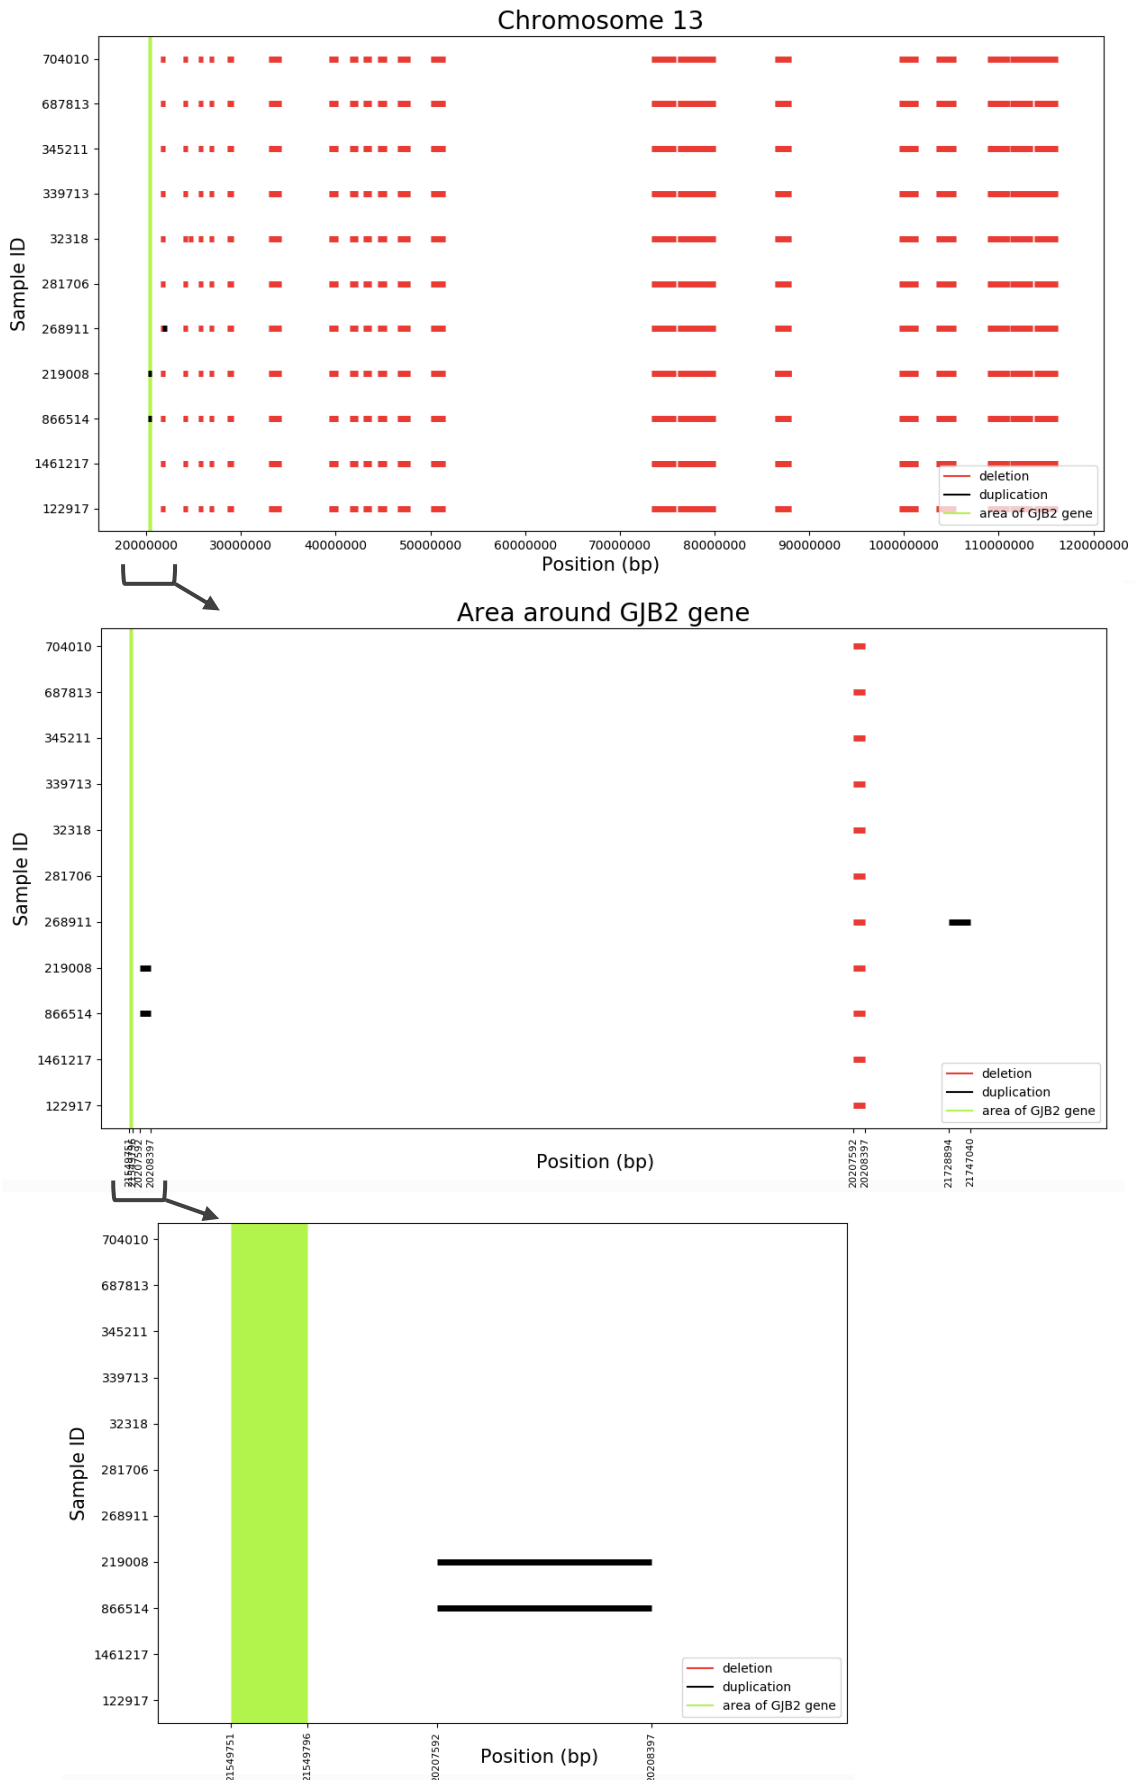 Chromosome 13
704010
687813
345211
339713
32318
281706
268911
219008
866514
1461217
122917
Sample ID
deletion
duplication
area of GJB2 gene
20000000 30000000 40000000 50000000 60000000 70000000 80000000 90000000 100000000 110000000 120000000
Position (bp)
Area around GJB2 gene
704010
687813
345211
339713
32318
281706
268911
219008
866514
1461217
122917
Sample ID
deletion
duplication
area of GJB2 gene
21549751
21549796
20207592
20208397
20207592
20208397
21728894
21747040
Position (bp)
704010
687813
345211
339713
32318
281706
268911
219008
866514
1461217
122917
Sample ID
deletion
duplication
area of GJB2 gene
21549751
21549796
20207592
20208397
Position (bp)